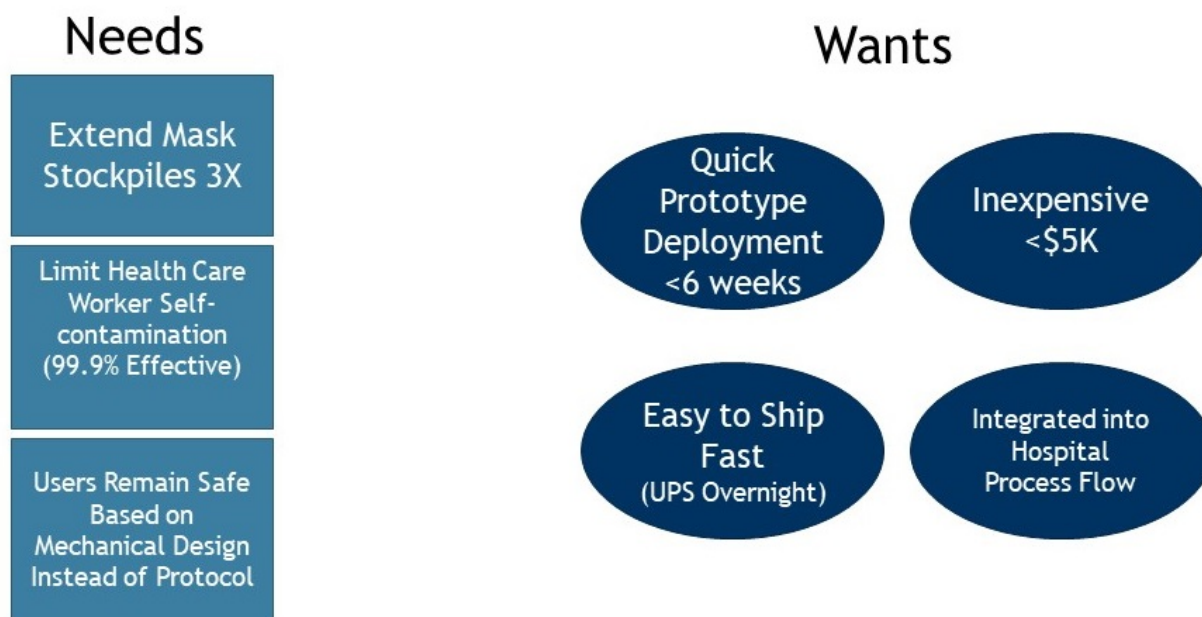 Needs
Extend Mask
Stockpiles 3X
Limit Health Care
Worker Self-
contamination
(99.9% Effective)
Users Remain Safe
Based on
Mechanical Design
Instead of Protocol
Wants
Quick
Prototype
Deployment
<6 weeks
Inexpensive
<$5K
Easy to Ship
Fast
(UPS Overnight)
Integrated into
Hospital
Process Flow